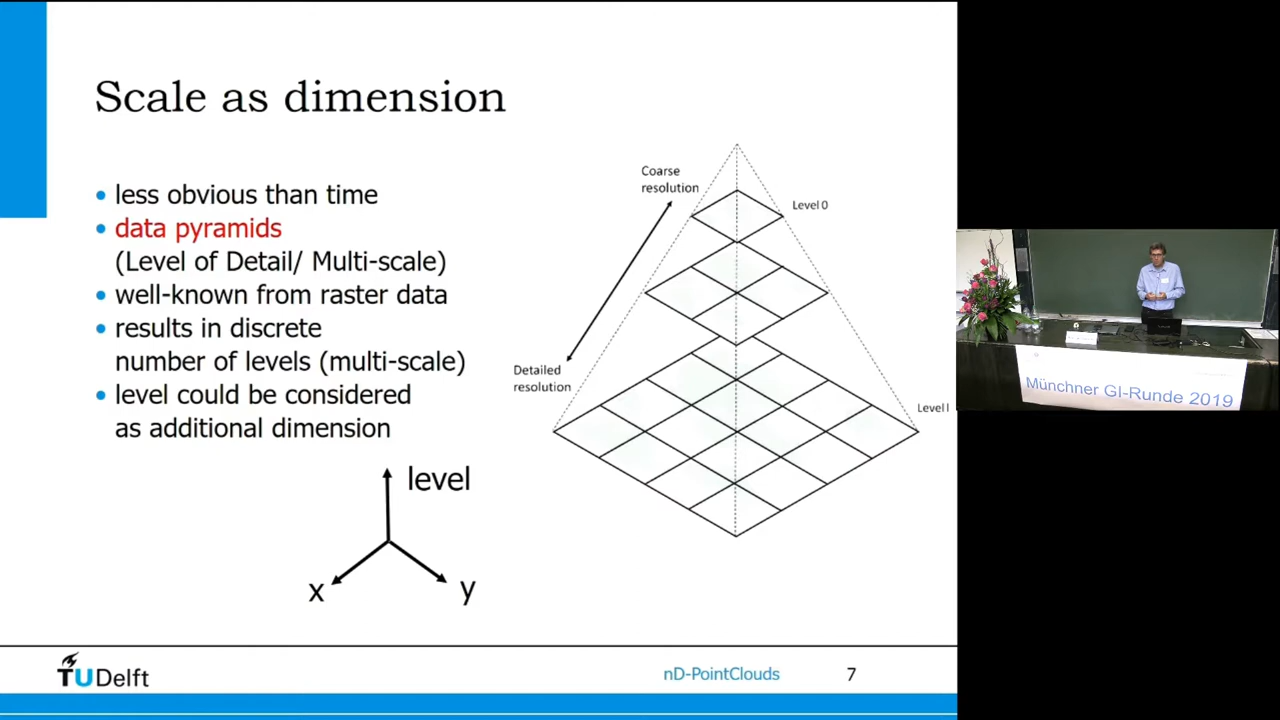 Scale as dimension
• less obvious than time
• data pyramids
(Level of Detail/ Multi-scale)
• well-known from raster data
• results in discrete
number of levels (multi-scale)
• level could be considered
as additional dimension
level
x
y
Coarse
resolution
Level 0
Detailed
resolution
Level l
TUDelft
nD-PointClouds
7
Münchner GI-Runde 2019